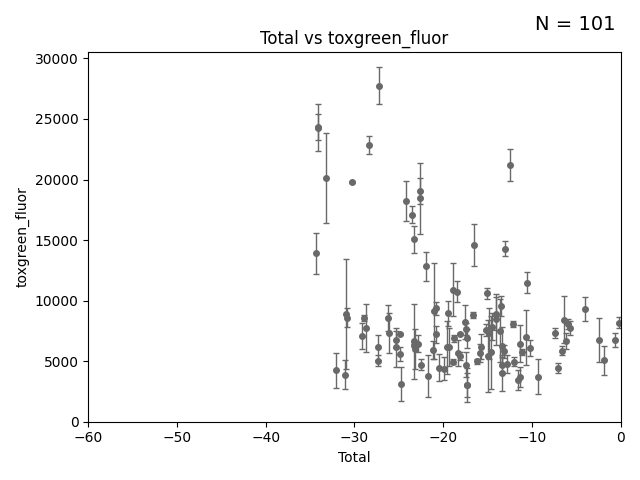 N = 101
Total vs toxgreen_fluor
30000
25000
20000
15000
10000
5000
0
toxgreen_fluor
−60 −50 −40 −30 −20 −10 0
Total